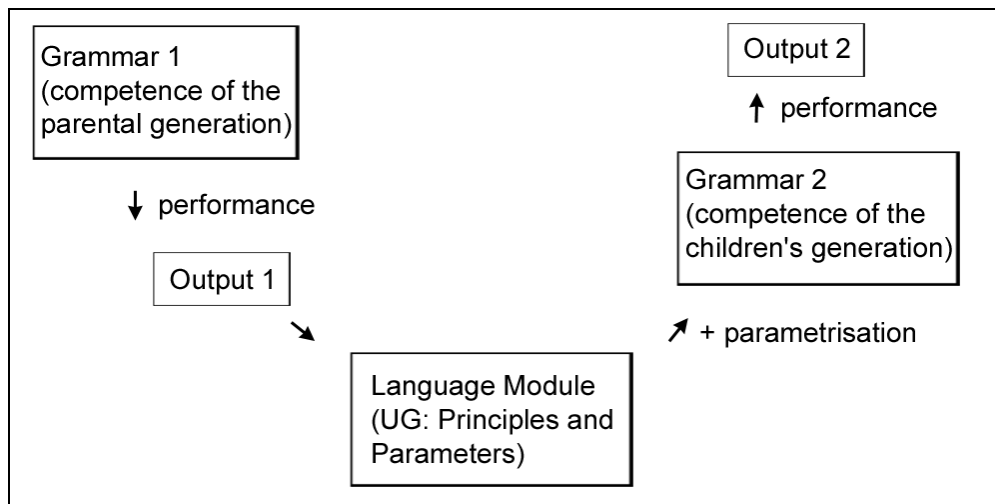 Grammar 1
(competence of the
parental generation)
performance
Output 1
Language Module
(UG: Principles and
Parameters)
+ parametrisation
Grammar 2
(competence of the
children's generation)
performance
Output 2